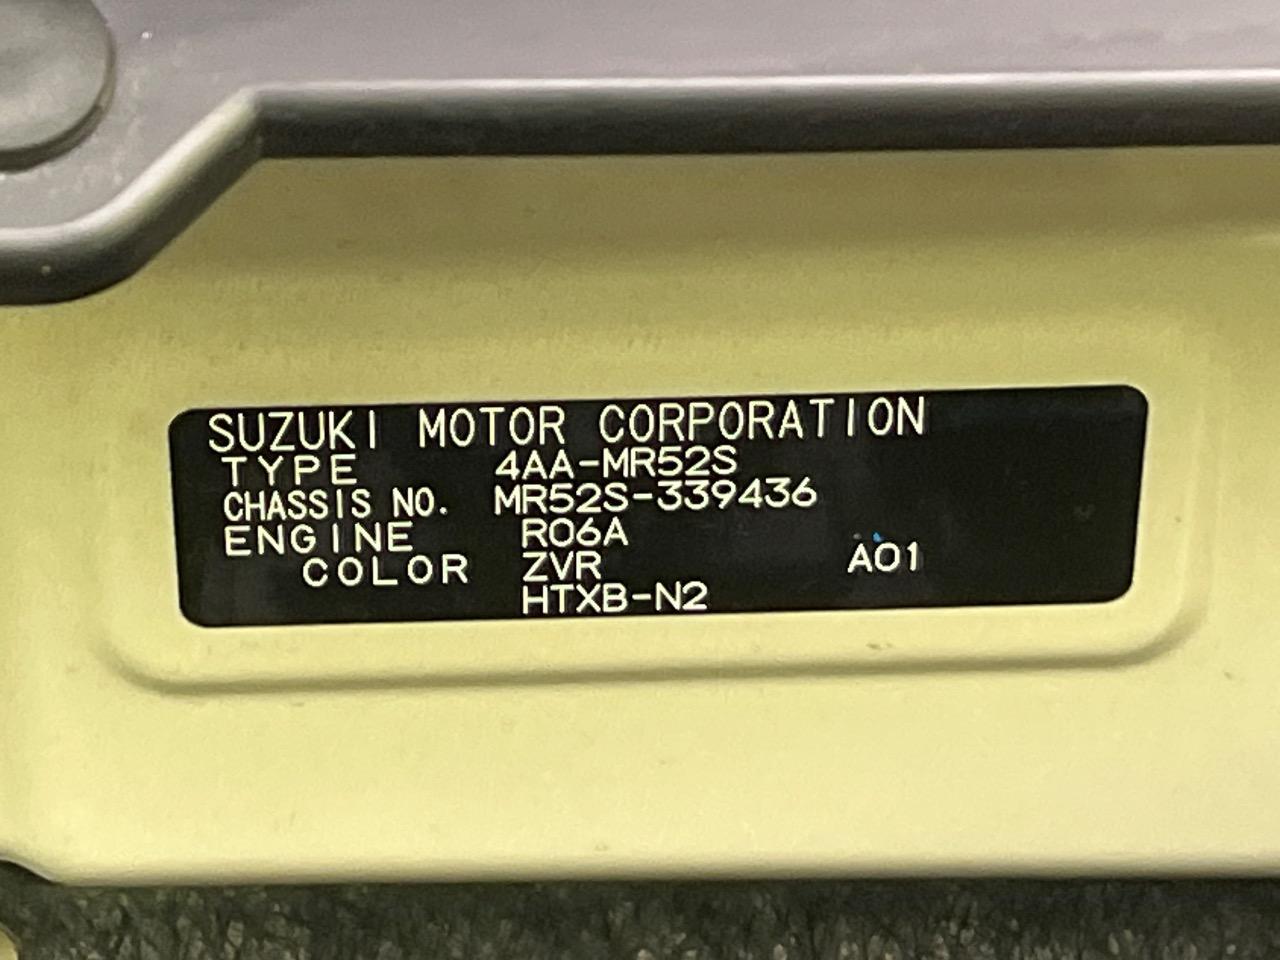 SUZUKI MOTOR CORPORATION
TYPE 4AA-MR52S
CHASSIS NO. MR52S-339436
ENGINE R06A
COLOR ZVR A01
HTXB-N2